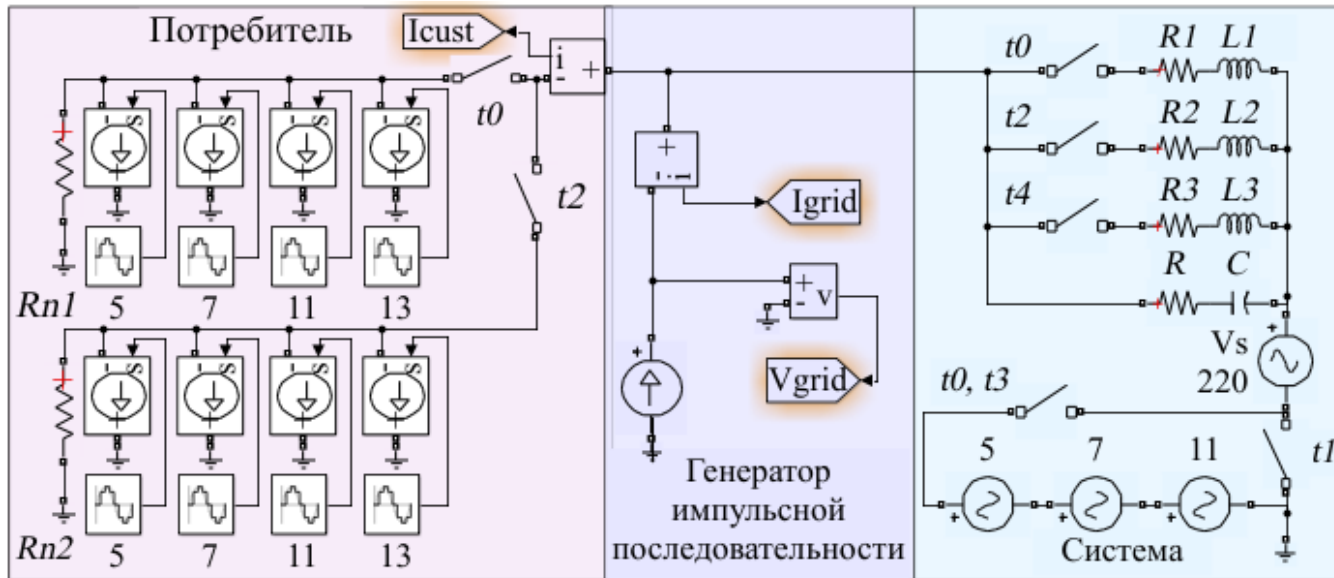 Потребитель
Icust
i
-
+
t0
- S
- S
- S
- S
+
+
+
+
t2
Rn1
5
7
11
13
- S
- S
- S
- S
+
+
+
+
Rn2
5
7
11
13
+
- i
Igrid
+
-
v
Vgrid
+
Генератор
импульсной
последовательности
t0
R1
L1
t2
R2
L2
t4
R3
L3
R
C
+
Vs
220
t0, t3
t1
5
7
11
+
+
+
Система